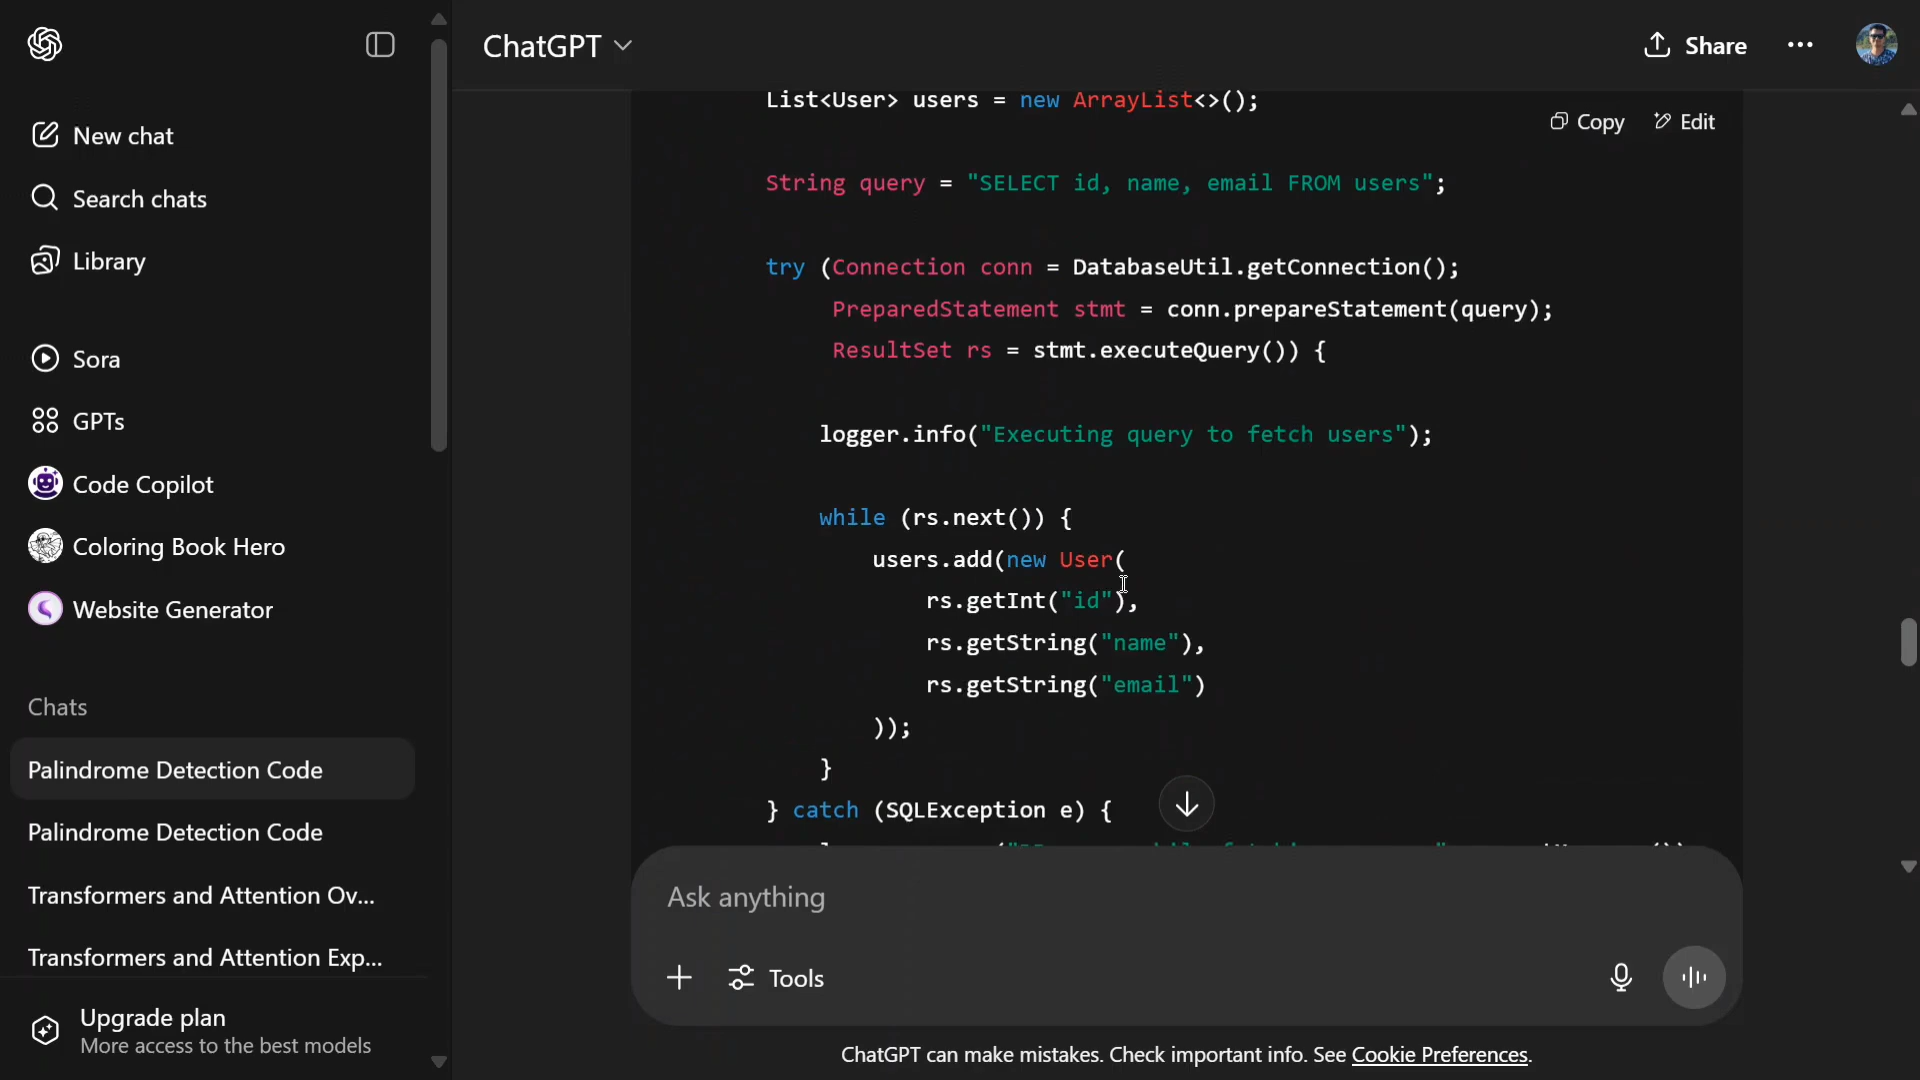 ChatGPT
Share
New chat
Search chats
Library
Sora
GPTs
Code Copilot
Coloring Book Hero
Website Generator
Chats
Palindrome Detection Code
Palindrome Detection Code
Transformers and Attention Ov...
Transformers and Attention Exp...
Upgrade plan
More access to the best models
List<User> users = new ArrayList<>();
Copy
Edit
String query = "SELECT id, name, email FROM users";
try (Connection conn = DatabaseUtil.getConnection();
PreparedStatement stmt = conn.prepareStatement(query);
ResultSet rs = stmt.executeQuery()) {
logger.info("Executing query to fetch users");
while (rs.next()) {
users.add(new User(
rs.getInt("id"),
rs.getString("name"),
rs.getString("email")
));
}
} catch (SQLException e) {
Ask anything
Tools
ChatGPT can make mistakes. Check important info. See Cookie Preferences.